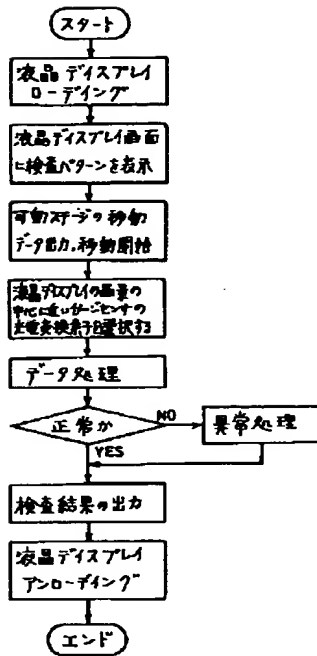 スタート
液晶ディスプレイ
ローディング
液晶ディスプレイ画面
に検査パターンを表示
可動ステージの移動
データ出力、移動開始
液晶ディスプレイの画素の
中心に近いイメージセンサの
光電変換素子を選択する
データ処理
正常か
NO
異常処理
YES
検査結果の出力
液晶ディスプレイ
アンローディング
エンド